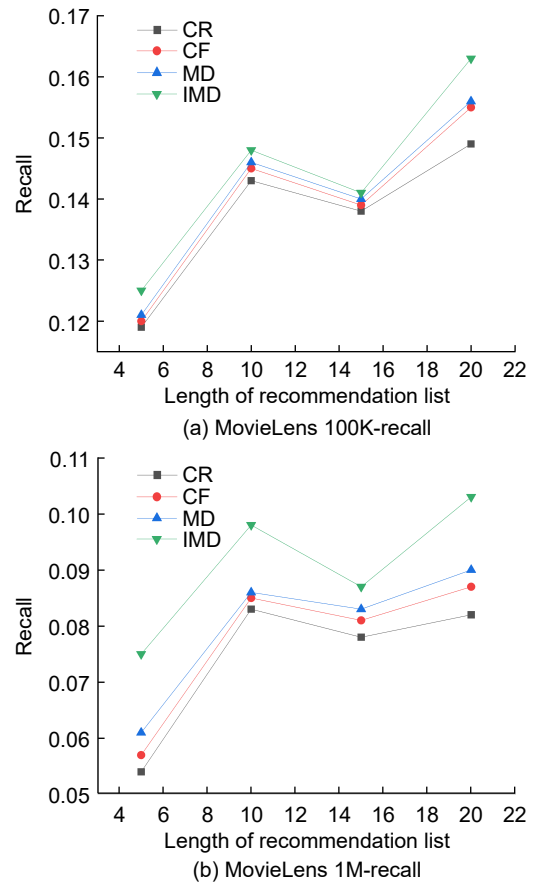 0.17
0.16
0.15
0.14
0.13
0.12
Recall
CR
CF
MD
IMD
4 6 8 10 12 14 16 18 20 22
Length of recommendation list
(a) MovieLens 100K-recall
0.11
0.10
0.09
0.08
0.07
0.06
0.05
Recall
CR
CF
MD
IMD
4 6 8 10 12 14 16 18 20 22
Length of recommendation list
(b) MovieLens 1M-recall